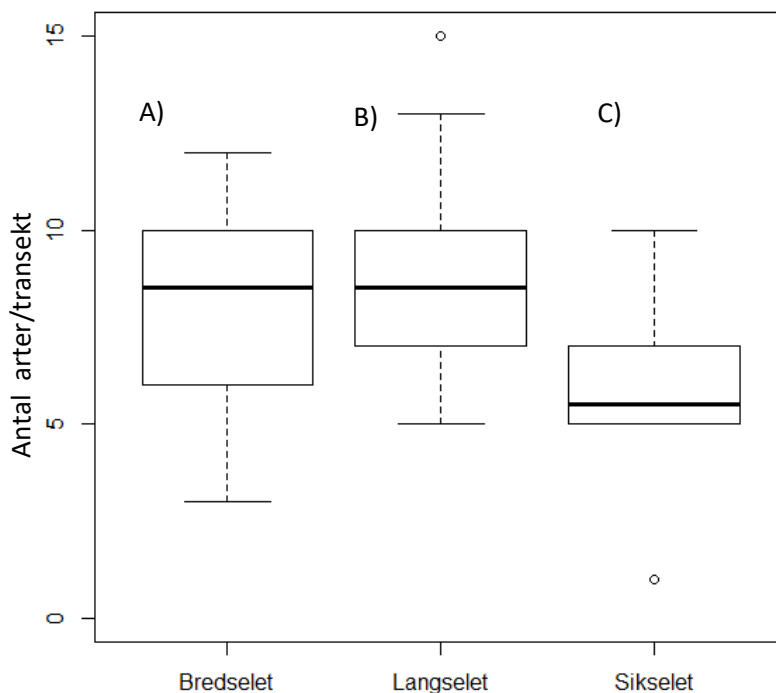 15
A)
B)
C)
10
5
0
Antal arter/transekt
Bredselet
Langselet
Sikselet